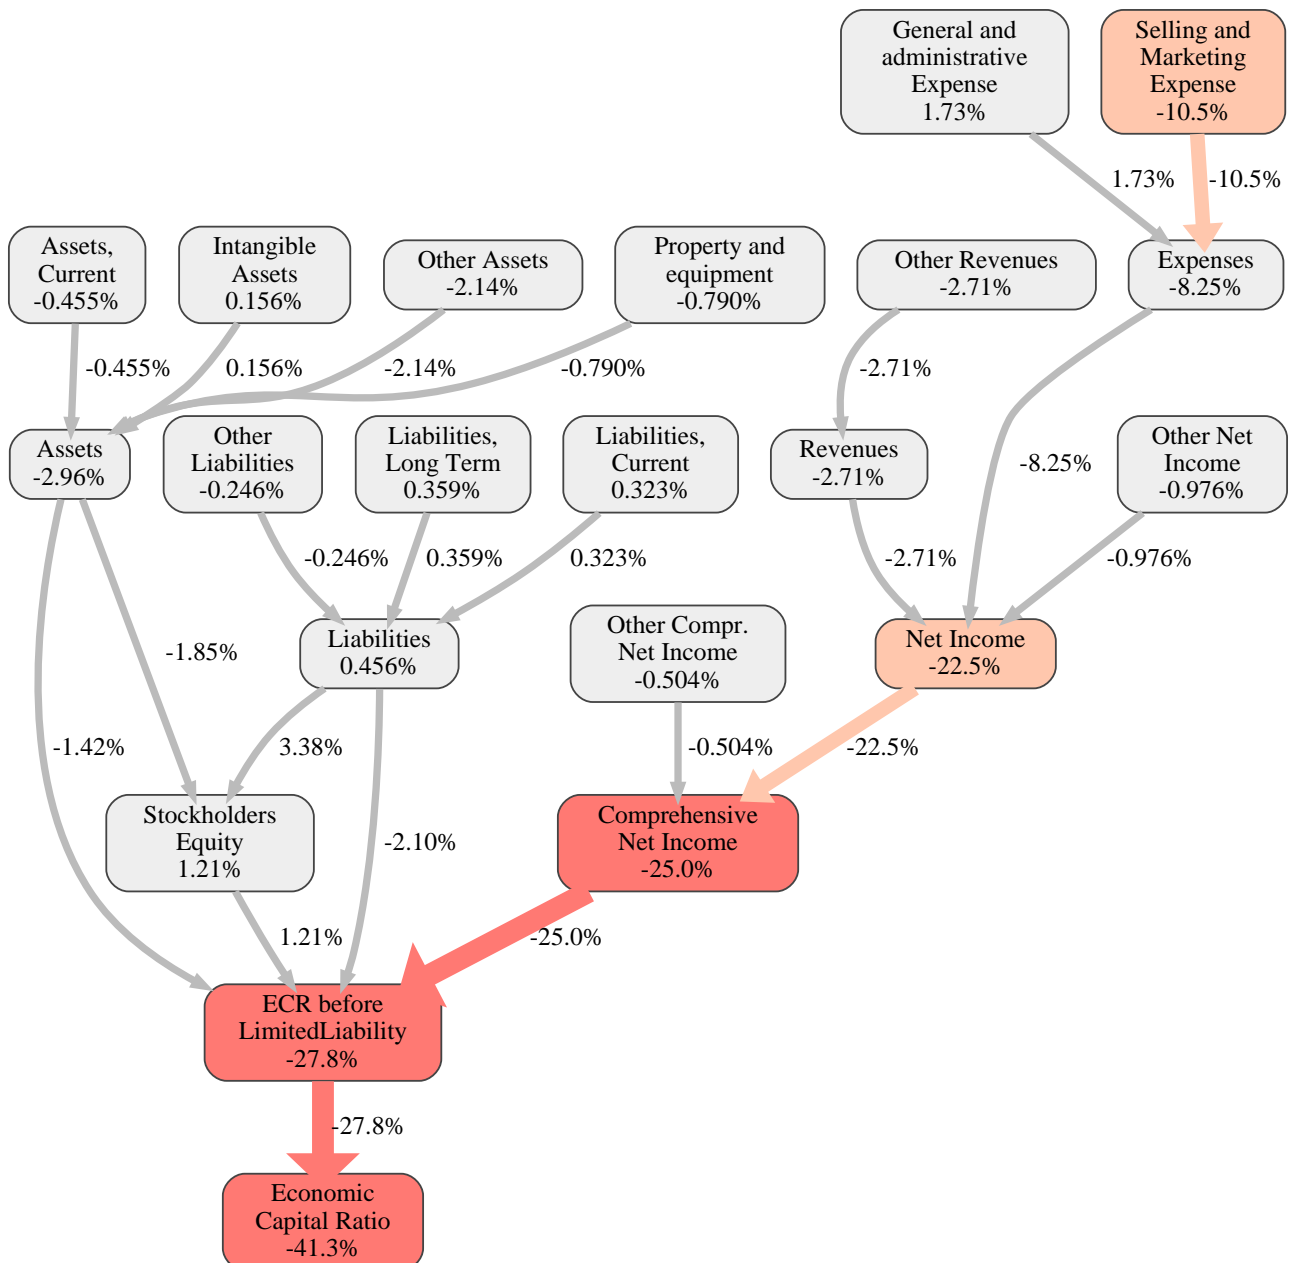 General and
administrative
Expense
1.73%
Selling and
Marketing
Expense
-10.5%
1.73%
-10.5%
Assets,
Current
-0.455%
Intangible
Assets
0.156%
Other Assets
-2.14%
Property and
equipment
-0.790%
Other Revenues
-2.71%
Expenses
-8.25%
-0.455%
0.156%
-2.14%
-0.790%
-2.71%
Assets
-2.96%
Other
Liabilities
-0.246%
Liabilities,
Long Term
0.359%
Liabilities,
Current
0.323%
Revenues
-2.71%
-8.25%
Other Net
Income
-0.976%
-0.246%
0.359%
0.323%
-2.71%
-0.976%
-1.85%
Liabilities
0.456%
Other Compr.
Net Income
-0.504%
Net Income
-22.5%
-1.42%
3.38%
-0.504%
-22.5%
Stockholders
Equity
1.21%
-2.10%
Comprehensive
Net Income
-25.0%
1.21%
-25.0%
ECR before
LimitedLiability
-27.8%
-27.8%
Economic
Capital Ratio
-41.3%